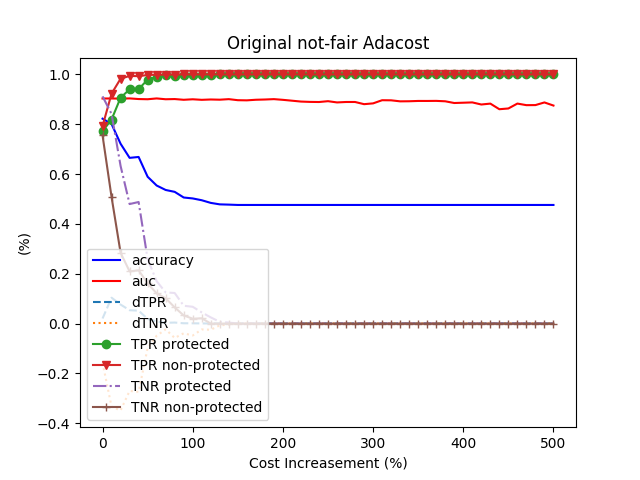 Original not-fair Adacost
1.0
0.8
0.6
0.4
0.2
0.0
−0.2
−0.4
(%)
accuracy
auc
dTPR
dTNR
TPR protected
TPR non-protected
TNR protected
TNR non-protected
0 100 200 300 400 500
Cost Increasement (%)